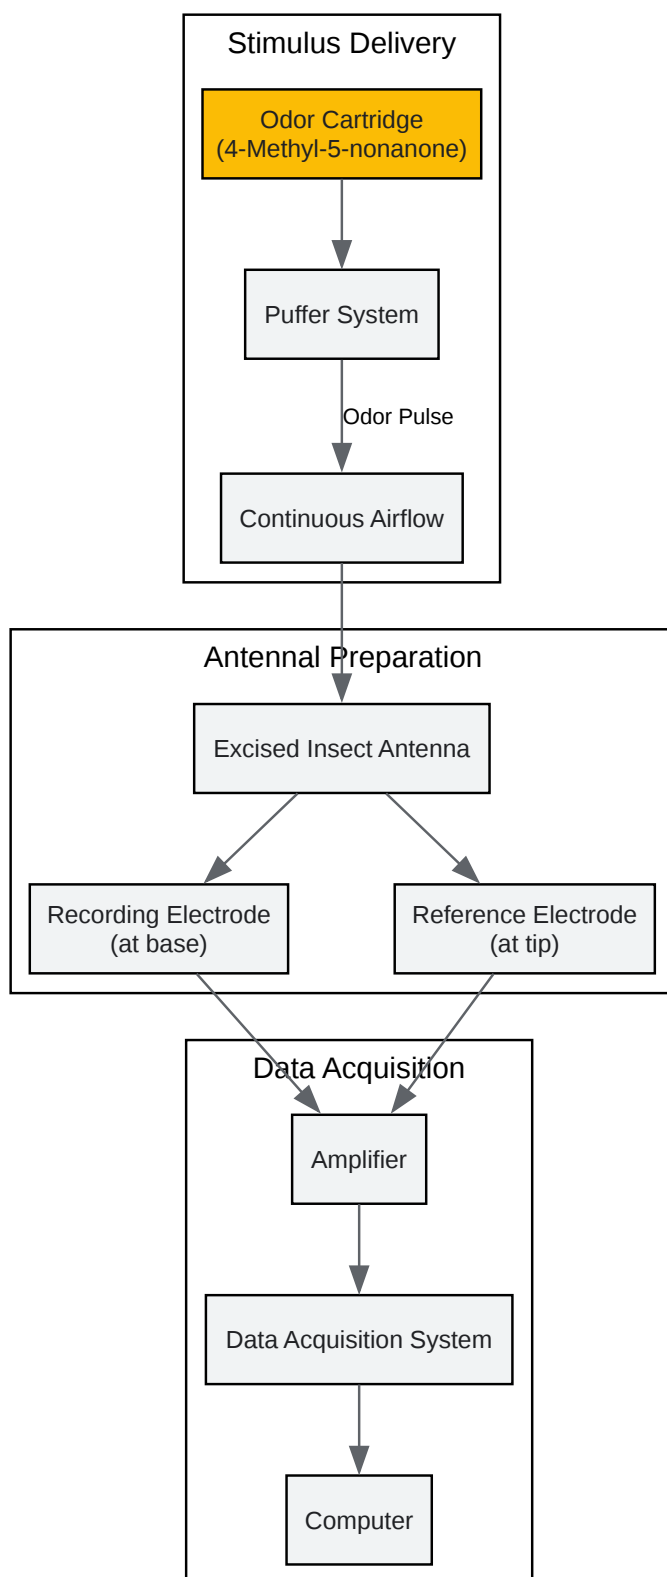 Stimulus Delivery
Odor Cartridge
(4-Methyl-5-nonanone)
Puffer System
Odor Pulse
Continuous Airflow
Antennal Preparation
Excised Insect Antenna
Recording Electrode
(at base)
Reference Electrode
(at tip)
Data Acquisition
Amplifier
Data Acquisition System
Computer